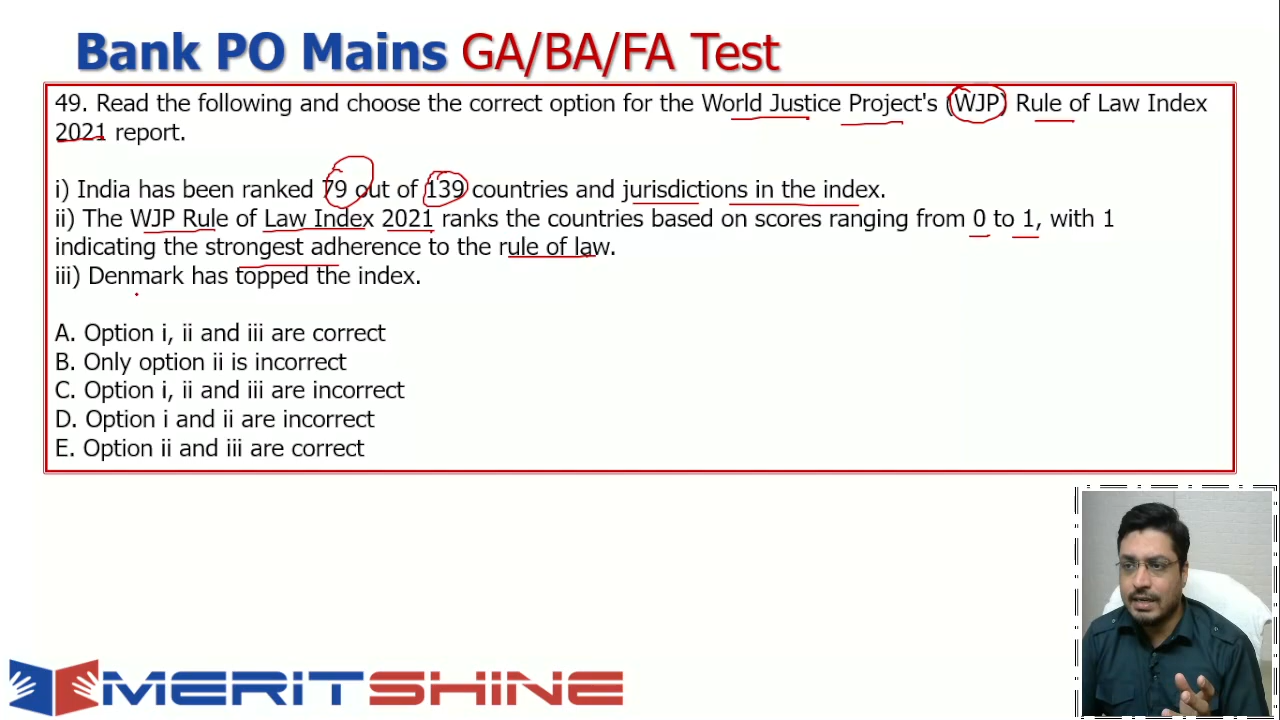 Bank PO Mains GA/BA/FA Test
49. Read the following and choose the correct option for the World Justice Project's (WJP) Rule of Law Index
2021 report.
i) India has been ranked 79 out of 139 countries and jurisdictions in the index.
ii) The WJP Rule of Law Index 2021 ranks the countries based on scores ranging from 0 to 1, with 1
indicating the strongest adherence to the rule of law.
iii) Denmark has topped the index.
A. Option i, ii and iii are correct
B. Only option ii is incorrect
C. Option i, ii and iii are incorrect
D. Option i and ii are incorrect
E. Option ii and iii are correct
MERITSHINE